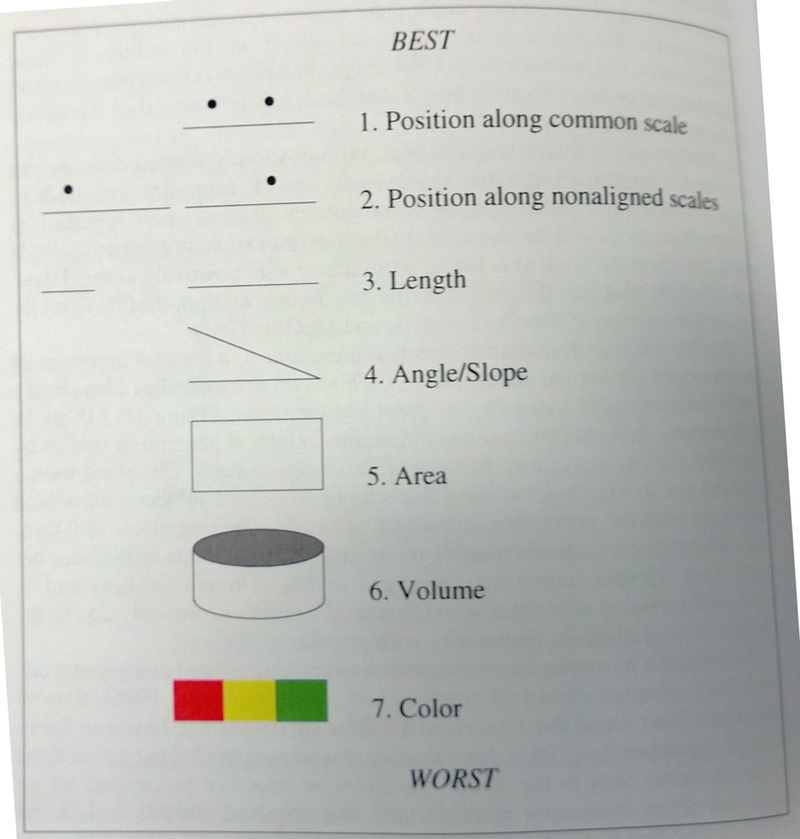 BEST
1. Position along common scale
2. Position along nonaligned scales
3. Length
4. Angle/Slope
5. Area
6. Volume
7. Color
WORST